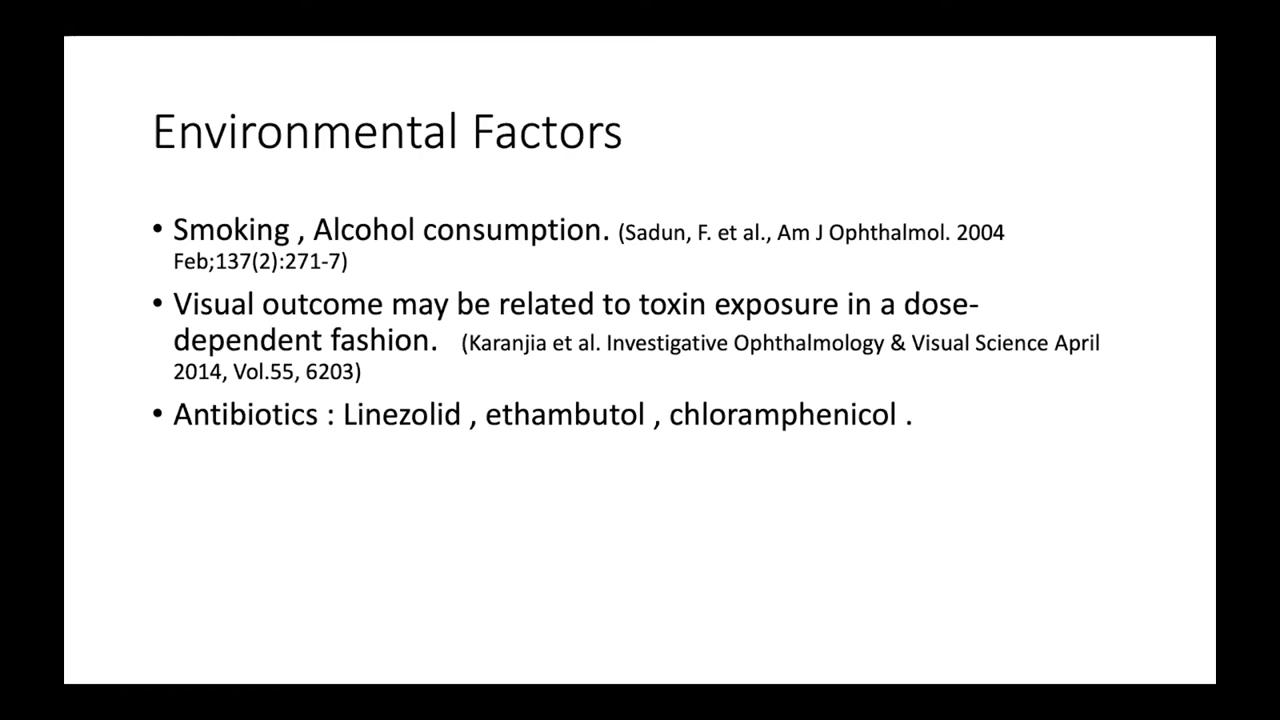 Environmental Factors
• Smoking , Alcohol consumption. (Sadun, F. et al., Am J Ophthalmol. 2004
Feb;137(2):271-7)
• Visual outcome may be related to toxin exposure in a dose-
dependent fashion. (Karanjia et al. Investigative Ophthalmology & Visual Science April
2014, Vol.55, 6203)
• Antibiotics : Linezolid , ethambutol , chloramphenicol .